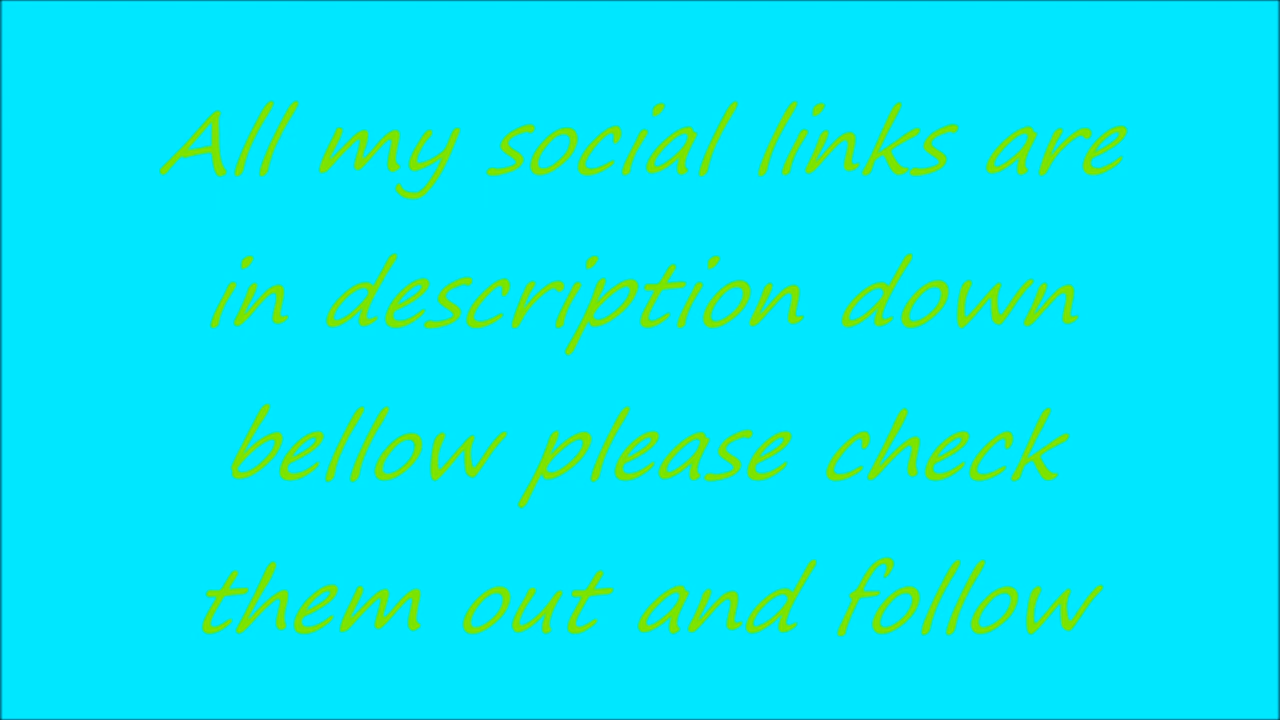 All my social links are
in description down
bellow please check
them out and follow